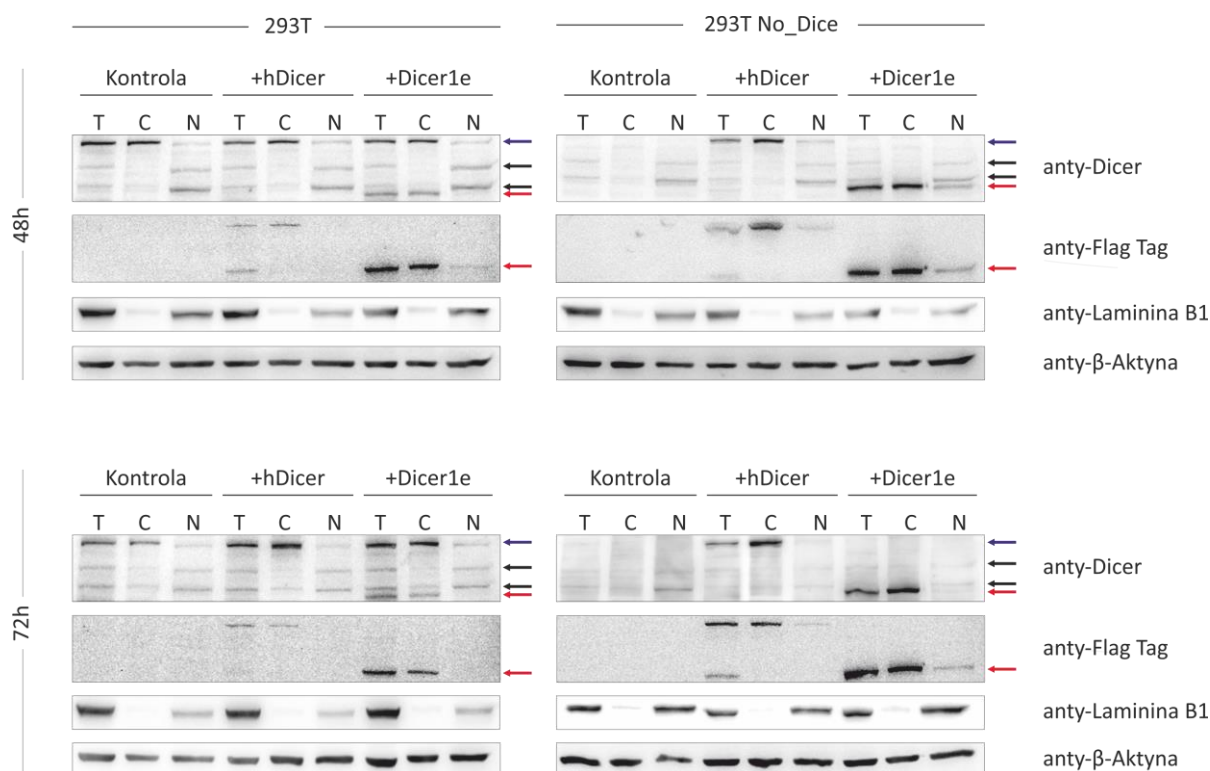 293T 293T No_Dice
48h
Kontrola +hDicer +Dicer1e Kontrola +hDicer +Dicer1e
T C N T C N T C N T C N T C N T C N
anty-Dicer
anty-Flag Tag
anty-Laminina B1
anty-β-Aktyna
72h
Kontrola +hDicer +Dicer1e Kontrola +hDicer +Dicer1e
T C N T C N T C N T C N T C N T C N
anty-Dicer
anty-Flag Tag
anty-Laminina B1
anty-β-Aktyna